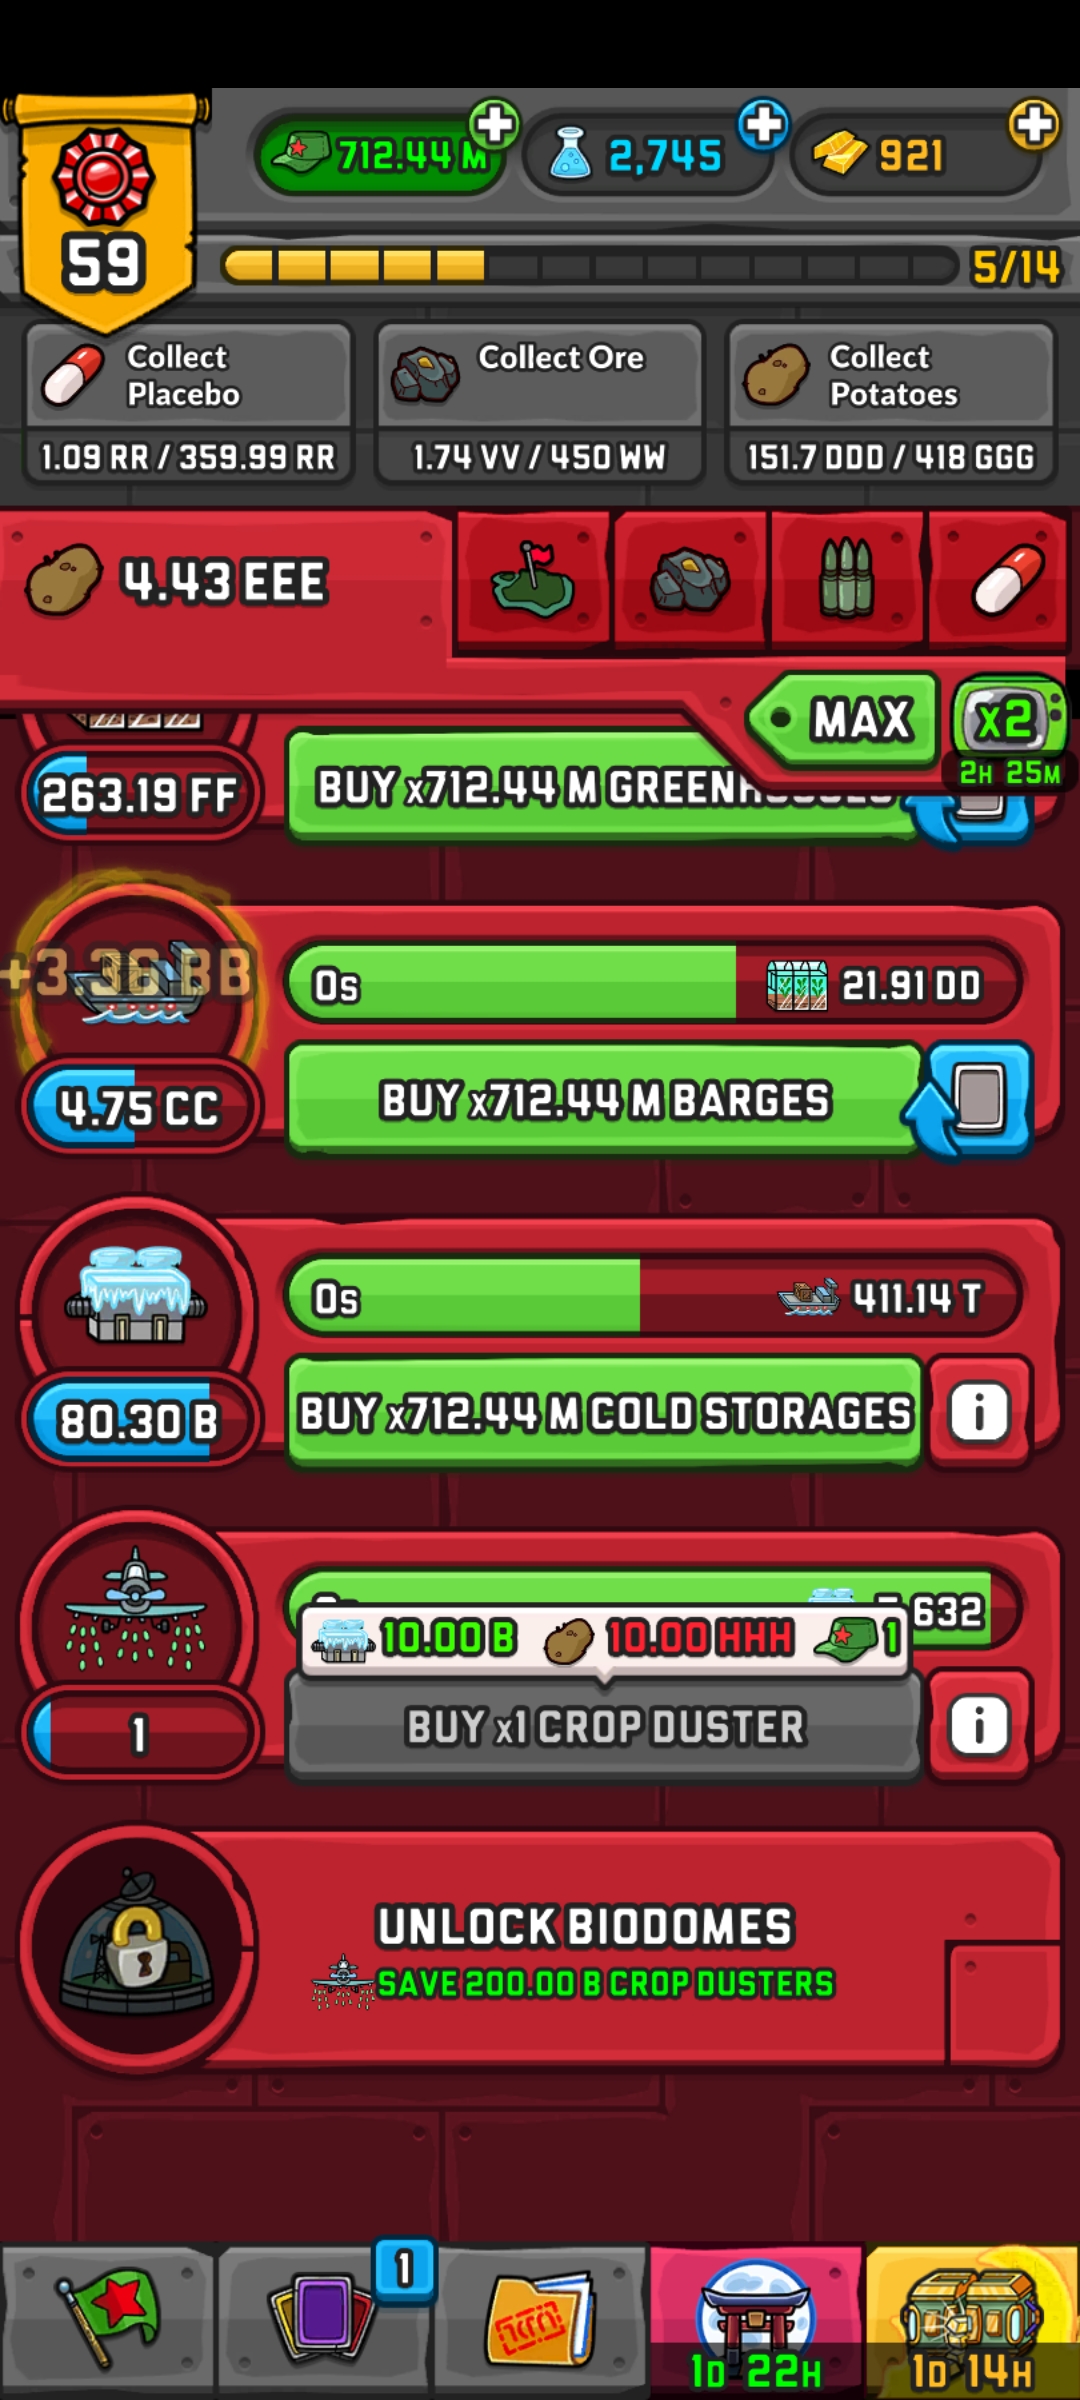 712.44 M
2,745
921
59
5/14
Collect Placebo
1.09 RR / 359.99 RR
Collect Ore
1.74 VV / 450 WW
Collect Potatoes
151.7 DDD / 418 GGG
4.43 EEE
MAX
x2
2H 25M
263.19 FF
BUY x712.44 M
+3.36 BB
0s
21.91 DD
4.75 CC
BUY x712.44 M BARGES
0s
411.14 T
80.30 B
BUY x712.44 M COLD STORAGES
i
632
10.00 B
10.00 HHH
1
1
BUY x1 CROP DUSTER
i
UNLOCK BIODOMES
SAVE 200.00 B CROP DUSTERS
1
1D 22H
1D 14H